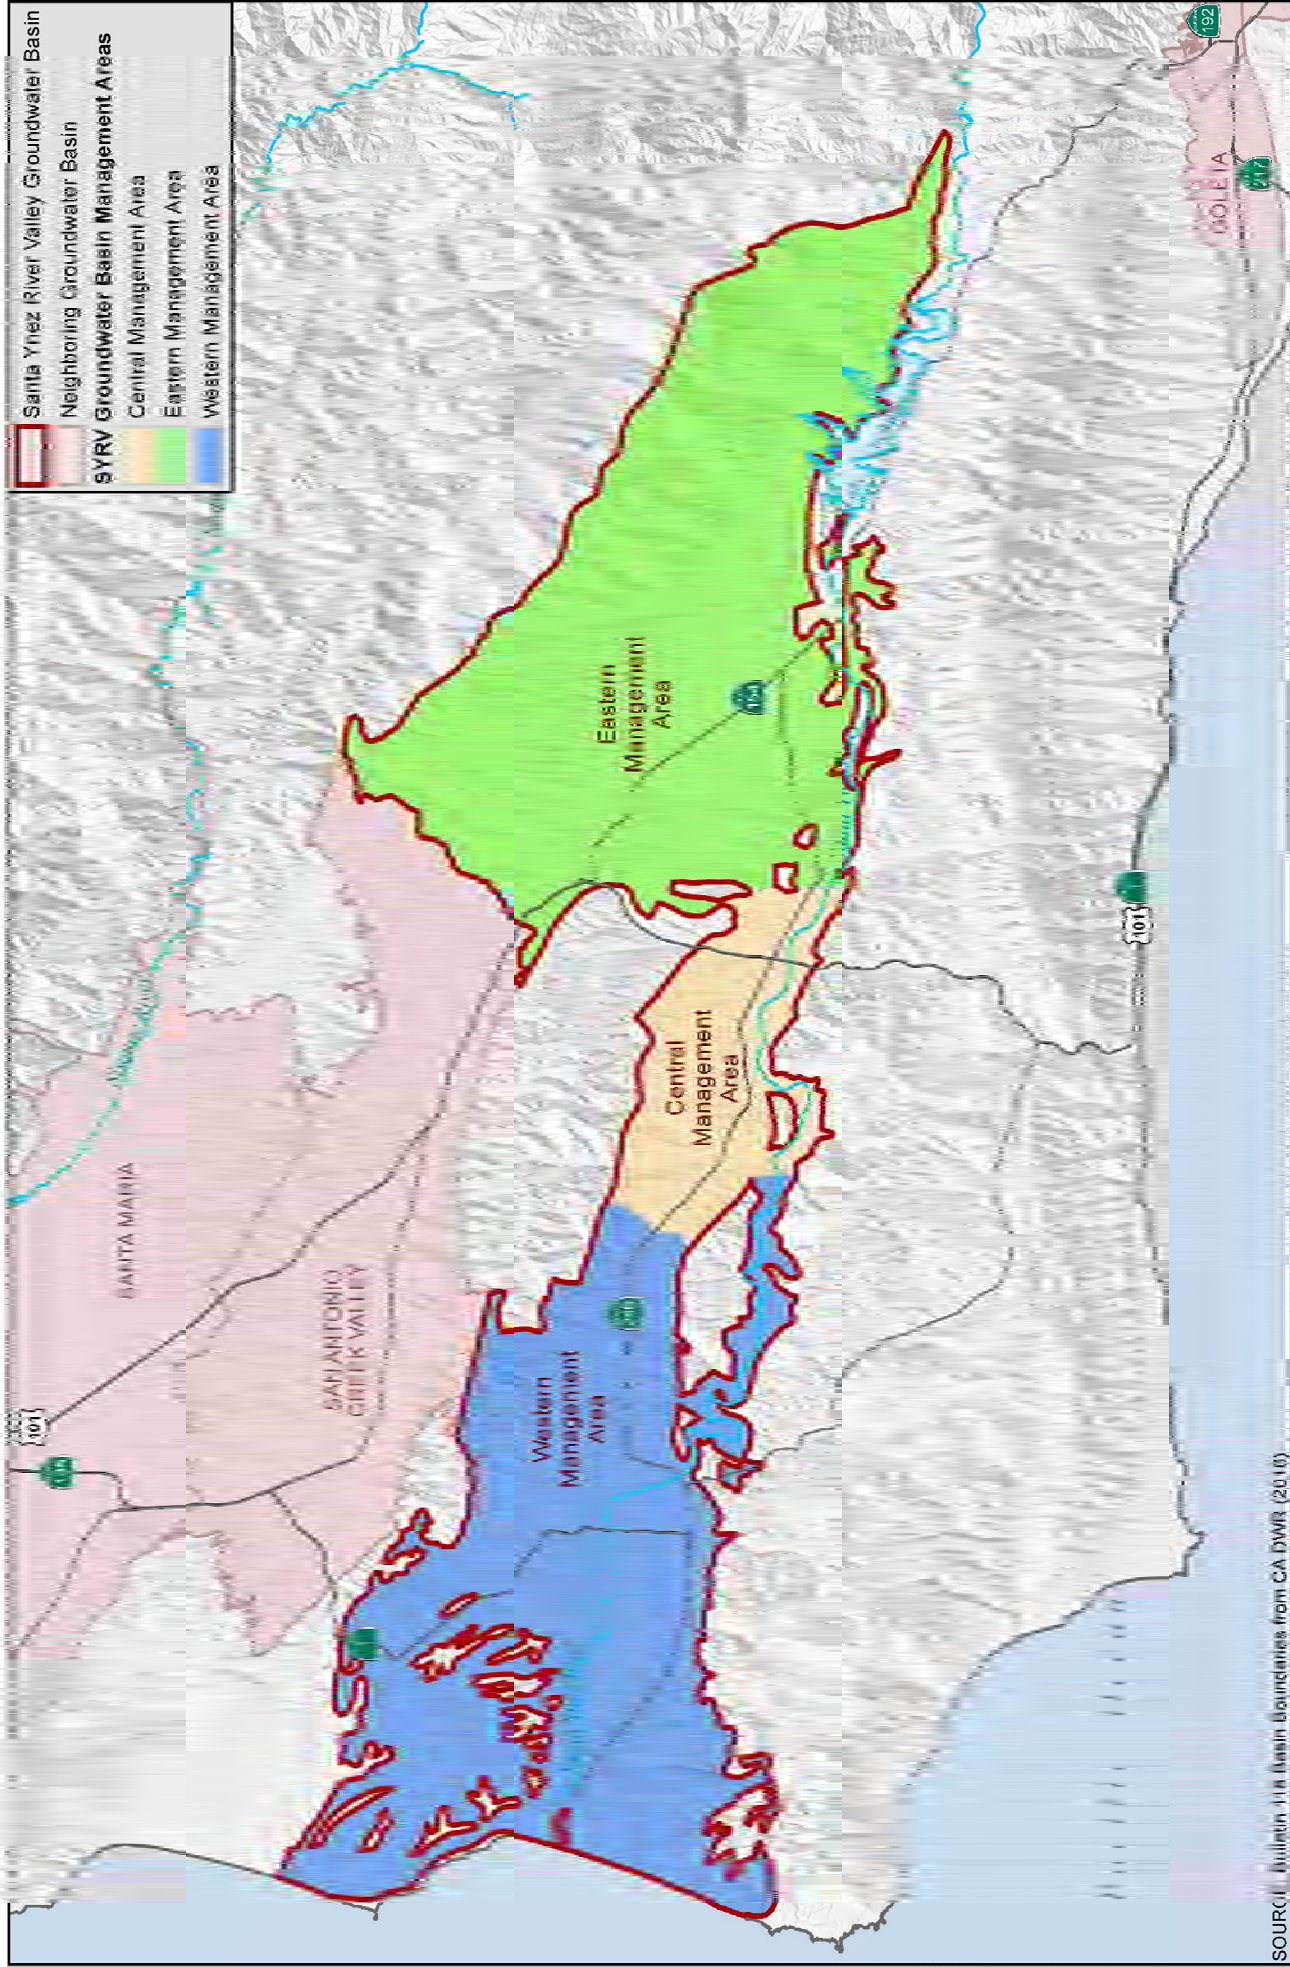 Santa Ynez River Valley Groundwater Basin
Neighboring Groundwater Basin
SYRV Groundwater Basin Management Areas
Central Management Area
Eastern Management Area
Western Management Area
192
GOLETA
217
Eastern
Management
Area
154
101
Central
Management
Area
SANTA MARIA
SAN ANTONIO
CREEK VALLEY
Western
Management
Area
101
SOURCE: Bulletin 118 Basin Boundaries from CA DWR (2016)